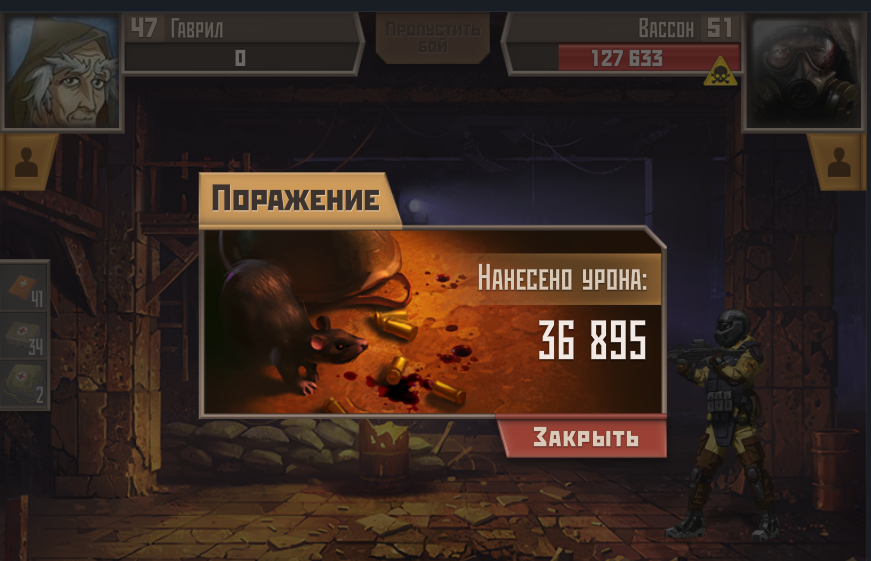 47 Гаврил
0
Пропустить
бой
Вассон 51
127 633
Поражение
Нанесено урона:
36 895
41
34
2
Закрыть